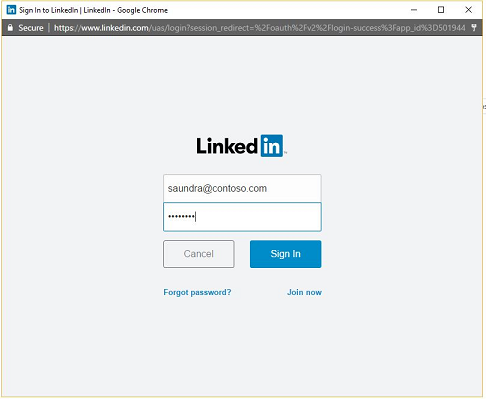 Sign In to LinkedIn | LinkedIn - Google Chrome
Secure | https://www.linkedin.com/uas/login?session_redirect=%2Foauth%2Fv2%2Flogin-success%3Fapp_id%3D501944
Linked in
saundra@contoso.com
••••••••
Cancel Sign In
Forgot password? Join now